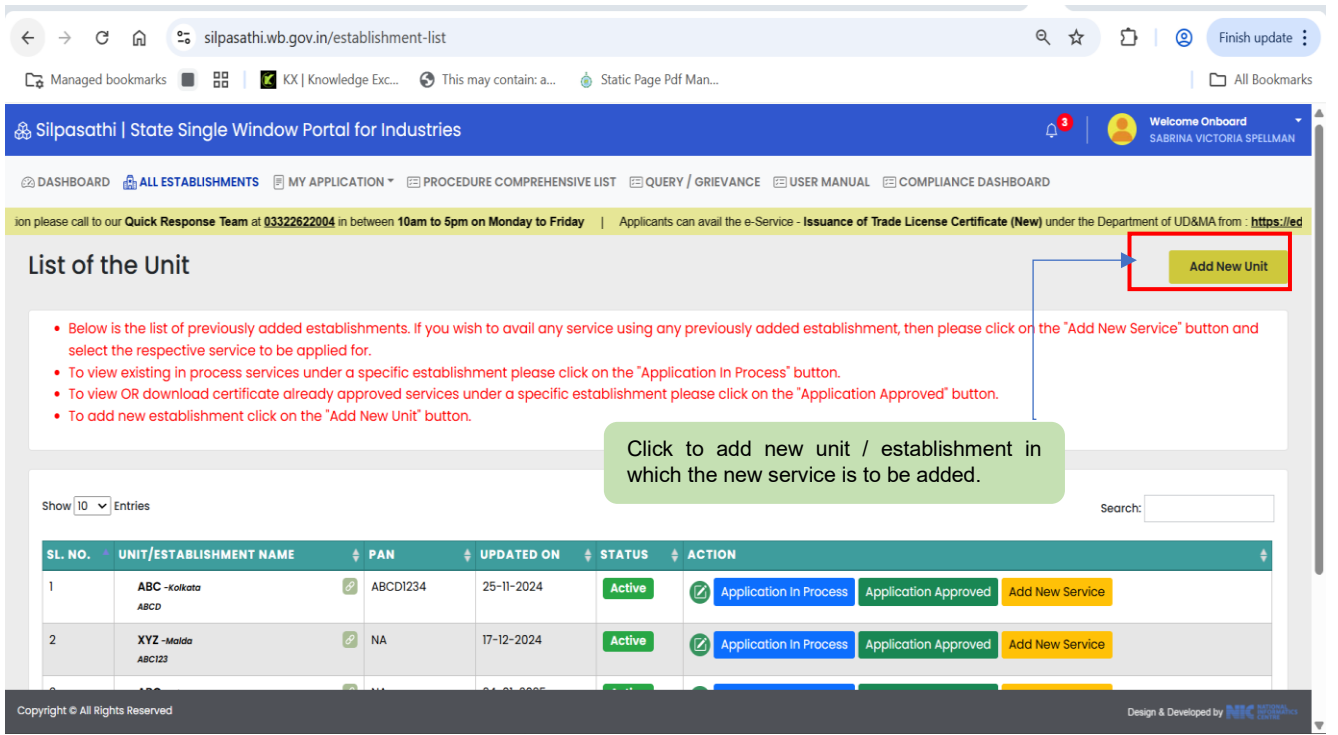 silpasathi.wb.gov.in/establishment-list
Finish update
Managed bookmarks
KX | Knowledge Exc...
This may contain: a...
Static Page Pdf Man...
All Bookmarks
Silpasathi | State Single Window Portal for Industries
3
Welcome Onboard
SABRINA VICTORIA SPELLMAN
DASHBOARD ALL ESTABLISHMENTS MY APPLICATION PROCEDURE COMPREHENSIVE LIST QUERY / GRIEVANCE USER MANUAL COMPLIANCE DASHBOARD
ion please call to our Quick Response Team at 03322622004 in between 10am to 5pm on Monday to Friday | Applicants can avail the e-Service - Issuance of Trade License Certificate (New) under the Department of UD&MA from : https://ed
List of the Unit
Add New Unit
• Below is the list of previously added establishments. If you wish to avail any service using any previously added establishment, then please click on the "Add New Service" button and
select the respective service to be applied for.
• To view existing in process services under a specific establishment please click on the "Application In Process" button.
• To view OR download certificate already approved services under a specific establishment please click on the "Application Approved" button.
• To add new establishment click on the "Add New Unit" button.
Click to add new unit / establishment in
which the new service is to be added.
Show 10 Entries
Search:
SL. NO. UNIT/ESTABLISHMENT NAME PAN UPDATED ON STATUS ACTION
1 ABC -Kolkata ABCD1234 25-11-2024 Active Application In Process Application Approved Add New Service
ABCD
2 XYZ -Malda NA 17-12-2024 Active Application In Process Application Approved Add New Service
ABC123
Copyright © All Rights Reserved
Design & Developed by NIC NATIONAL INFORMATICS CENTRE